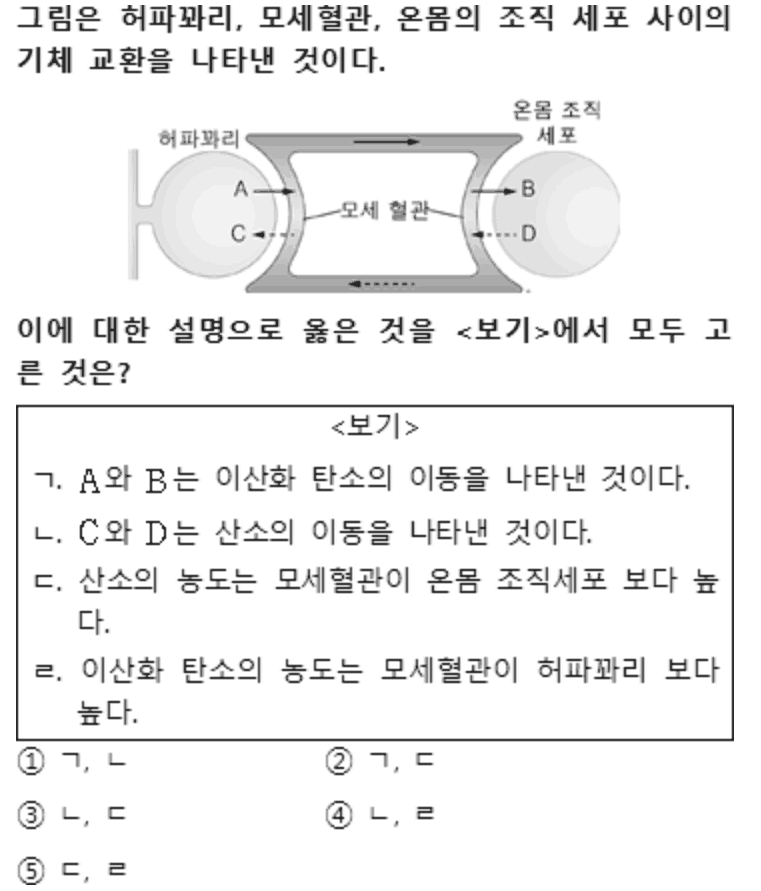 그림은 허파꽈리, 모세혈관, 온몸의 조직 세포 사이의
기체 교환을 나타낸 것이다.
온몸 조직
허파꽈리
세포
A
B
모세 혈관
C
D
이에 대한 설명으로 옳은 것을 <보기>에서 모두 고
른 것은?
<보기>
ㄱ. A와 B는 이산화 탄소의 이동을 나타낸 것이다.
ㄴ. C와 D는 산소의 이동을 나타낸 것이다.
ㄷ. 산소의 농도는 모세혈관이 온몸 조직세포 보다 높
다.
ㄹ. 이산화 탄소의 농도는 모세혈관이 허파꽈리 보다
높다.
① ㄱ, ㄴ ② ㄱ, ㄷ
③ ㄴ, ㄷ ④ ㄴ, ㄹ
⑤ ㄷ, ㄹ